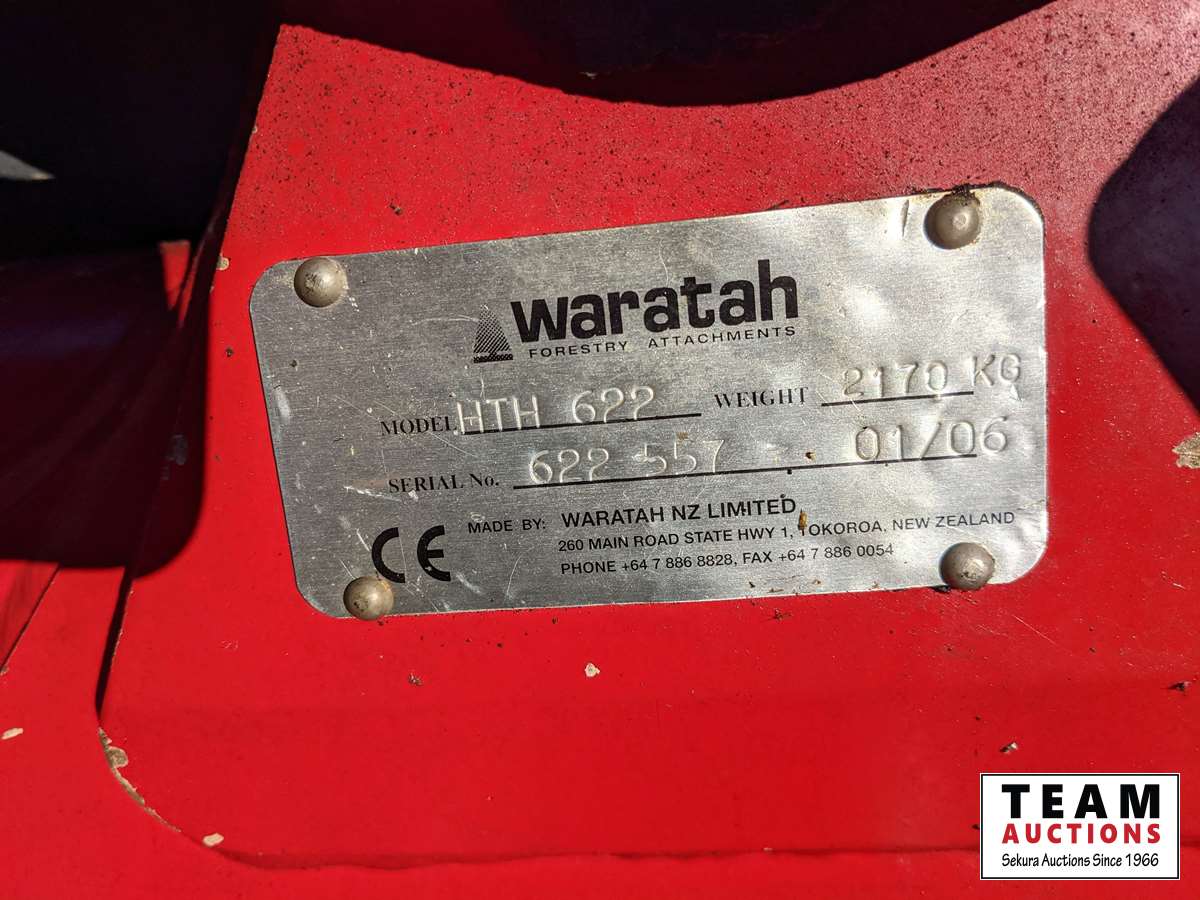 waratah
FORESTRY ATTACHMENTS
MODEL HTH 622 WEIGHT 2170 KG
SERIAL No. 622 557 01/06
CE MADE BY: WARATAH NZ LIMITED
260 MAIN ROAD STATE HWY 1, TOKOROA, NEW ZEALAND
PHONE +64 7 886 8828, FAX +64 7 886 0054
TEAM
AUCTIONS
Sekura Auctions Since 1966